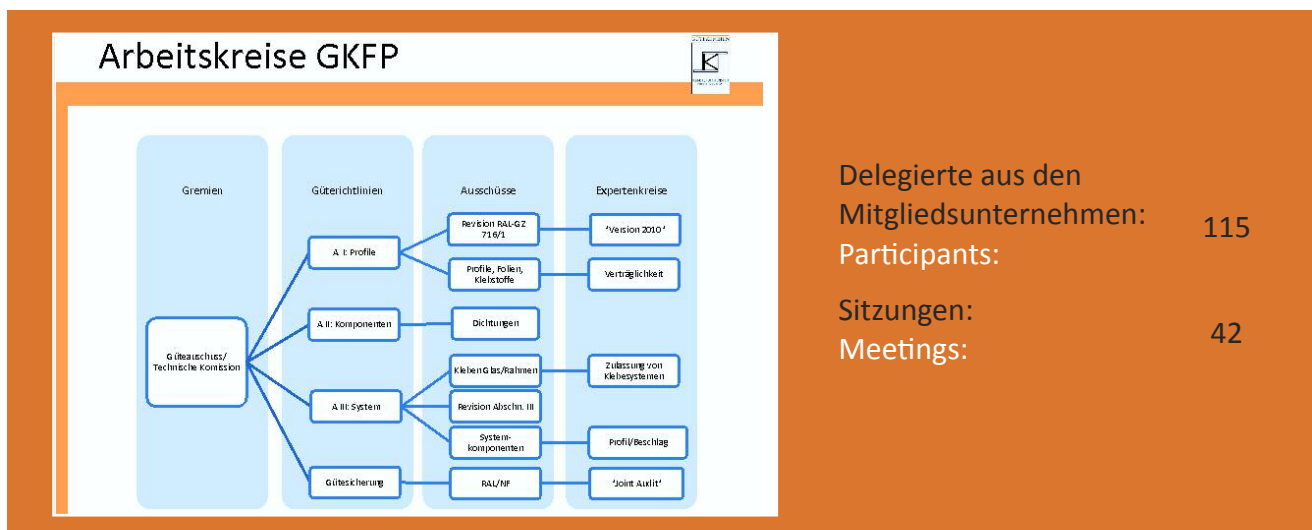 Arbeitskreise GKFP
Gremien
Güterichtlinien
Ausschüsse
Expertenkreise
Güteauschuss/
Technische Komission
A I: Profile
A II: Komponenten
A III: System
Gütesicherung
Revision RAL-GZ
716/1
Profile, Folien,
Klebstoffe
Dichtungen
Kleben Glas/Rahmen
Revision Abschn. III
System-
komponenten
RAL/NF
"Version 2010"
Verträglichkeit
Zulassung von
Klebesystemen
Profil/Beschlag
"Joint Audit"
Delegierte aus den
Mitgliedsunternehmen:
115
Participants:
Sitzungen:
42
Meetings: